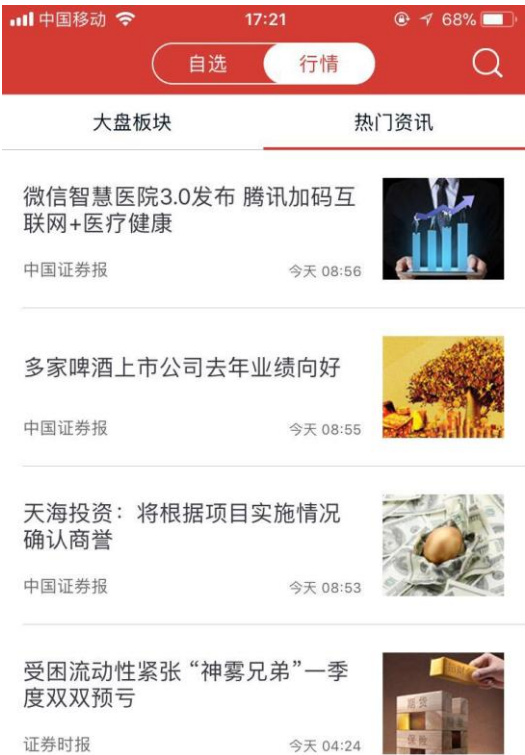 中国移动 17:21 68%
自选 行情
大盘板块 热门资讯
微信智慧医院3.0发布 腾讯加码互
联网+医疗健康
中国证券报 今天 08:56
多家啤酒上市公司去年业绩向好
中国证券报 今天 08:55
天海投资：将根据项目实施情况
确认商誉
中国证券报 今天 08:53
受困流动性紧张“神雾兄弟”一季
度双双预亏
证券时报 今天 04:24
期货
保险